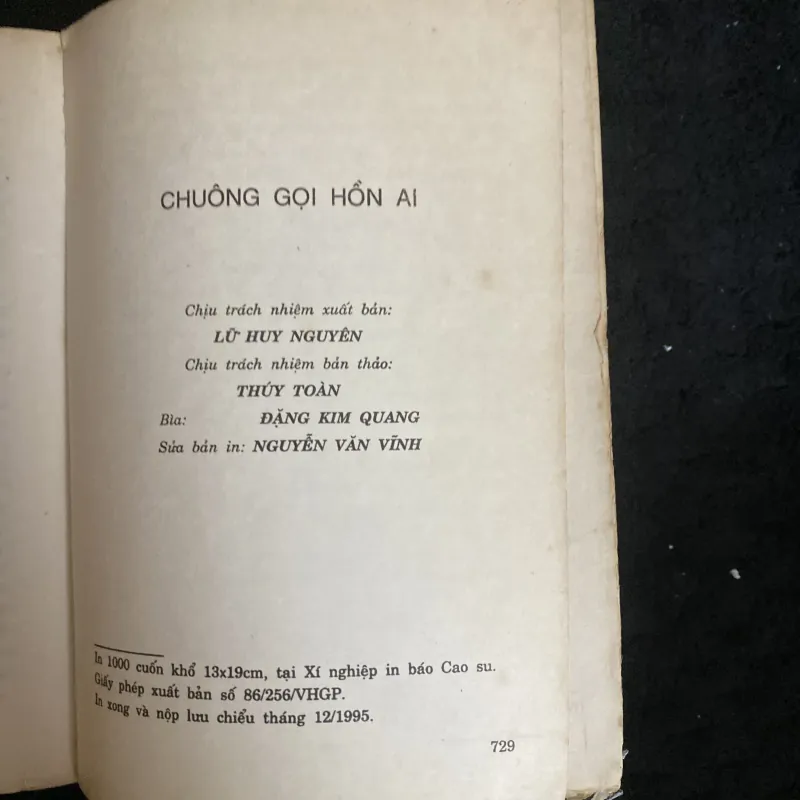 CHUÔNG GỌI HỒN AI
Chịu trách nhiệm xuất bản:
LỮ HUY NGUYÊN
Chịu trách nhiệm bản thảo:
THÚY TOÀN
Bìa: ĐẶNG KIM QUANG
Sửa bản in: NGUYỄN VĂN VĨNH
In 1000 cuốn khổ 13x19cm, tại Xí nghiệp in báo Cao su.
Giấy phép xuất bản số 86/256/VHGP.
In xong và nộp lưu chiểu tháng 12/1995.
729